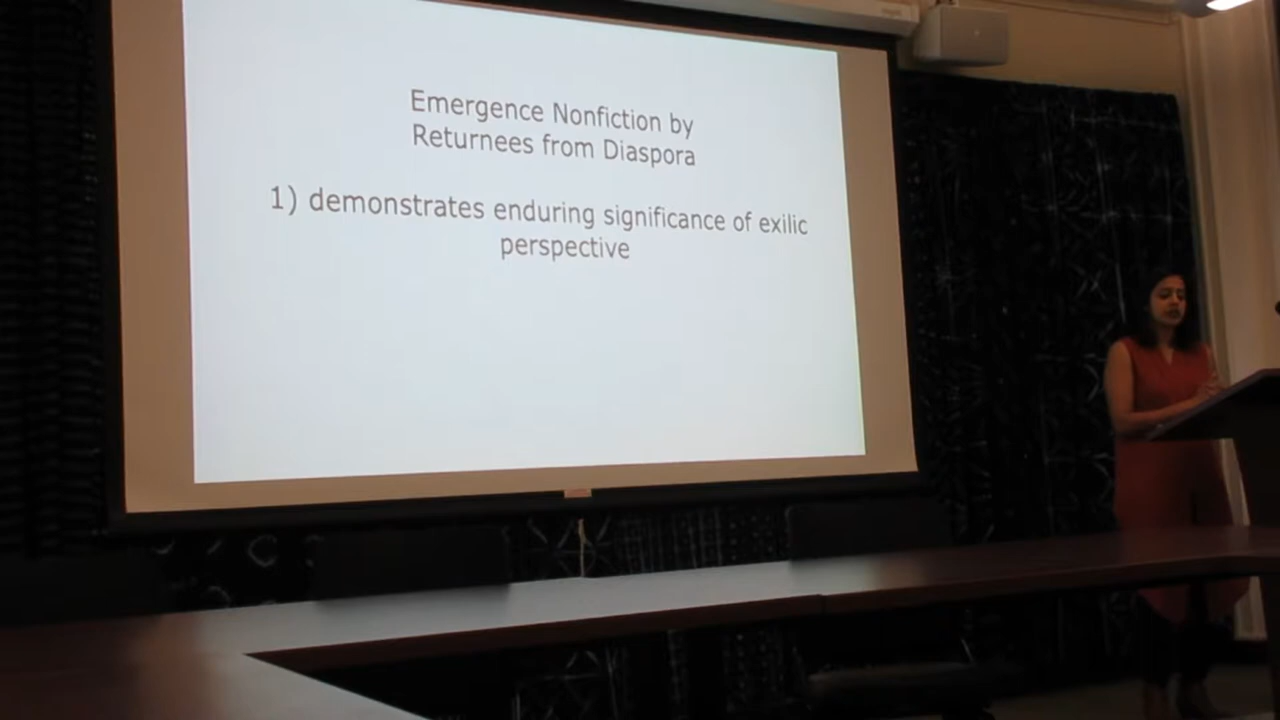 Emergence Nonfiction by
Returnees from Diaspora
1) demonstrates enduring significance of exilic
perspective